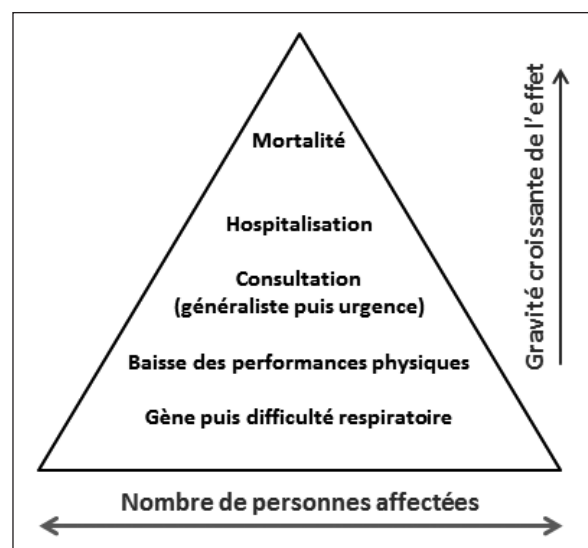 Mortalité
Hospitalisation
Consultation
(généraliste puis urgence)
Baisse des performances physiques
Gène puis difficulté respiratoire
Gravité croissante de l'effet
Nombre de personnes affectées